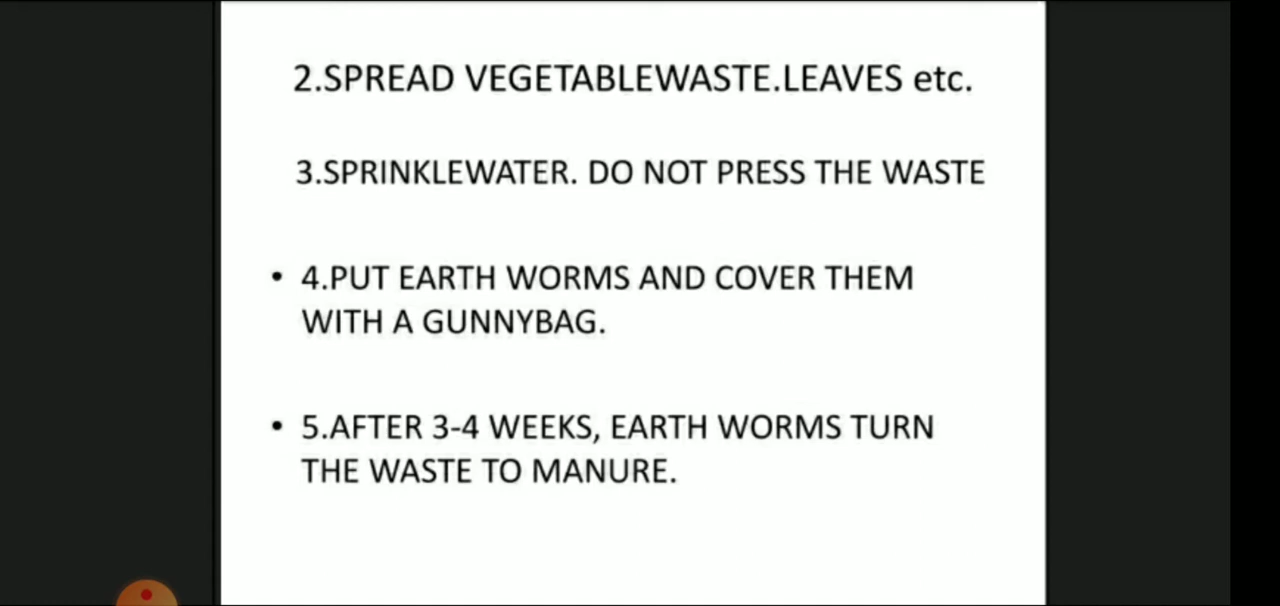 2.SPREAD VEGETABLEWASTE.LEAVES etc.
3.SPRINKLEWATER. DO NOT PRESS THE WASTE
• 4.PUT EARTH WORMS AND COVER THEM
WITH A GUNNYBAG.
• 5.AFTER 3-4 WEEKS, EARTH WORMS TURN
THE WASTE TO MANURE.